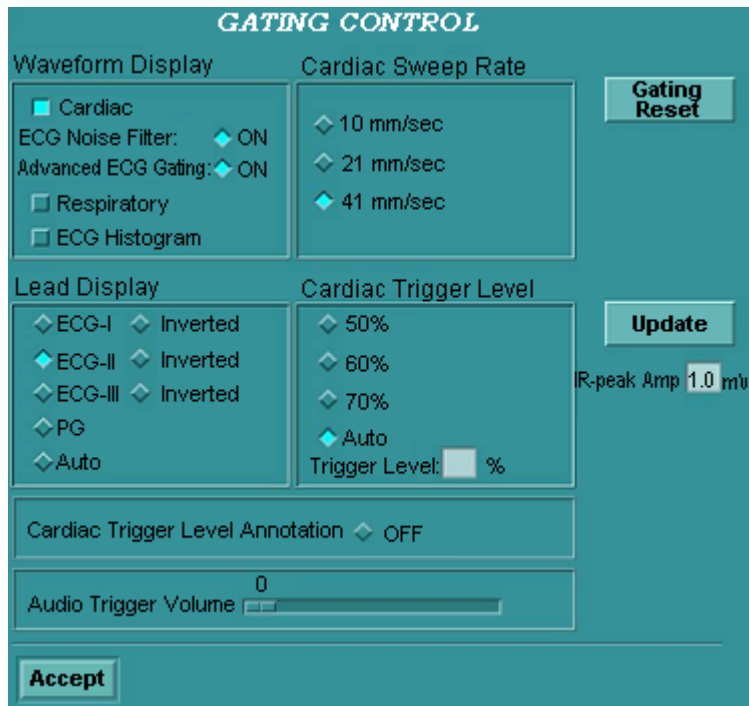 GATING CONTROL
Waveform Display
Cardiac
ECG Noise Filter: ON
Advanced ECG Gating: ON
Respiratory
ECG Histogram
Cardiac Sweep Rate
10 mm/sec
21 mm/sec
41 mm/sec
Gating
Reset
Lead Display
ECG-I Inverted
ECG-II Inverted
ECG-III Inverted
PG
Auto
Cardiac Trigger Level
50%
60%
70%
Auto
Trigger Level: %
Update
R-peak Amp 1.0 mv
Cardiac Trigger Level Annotation OFF
0
Audio Trigger Volume
Accept